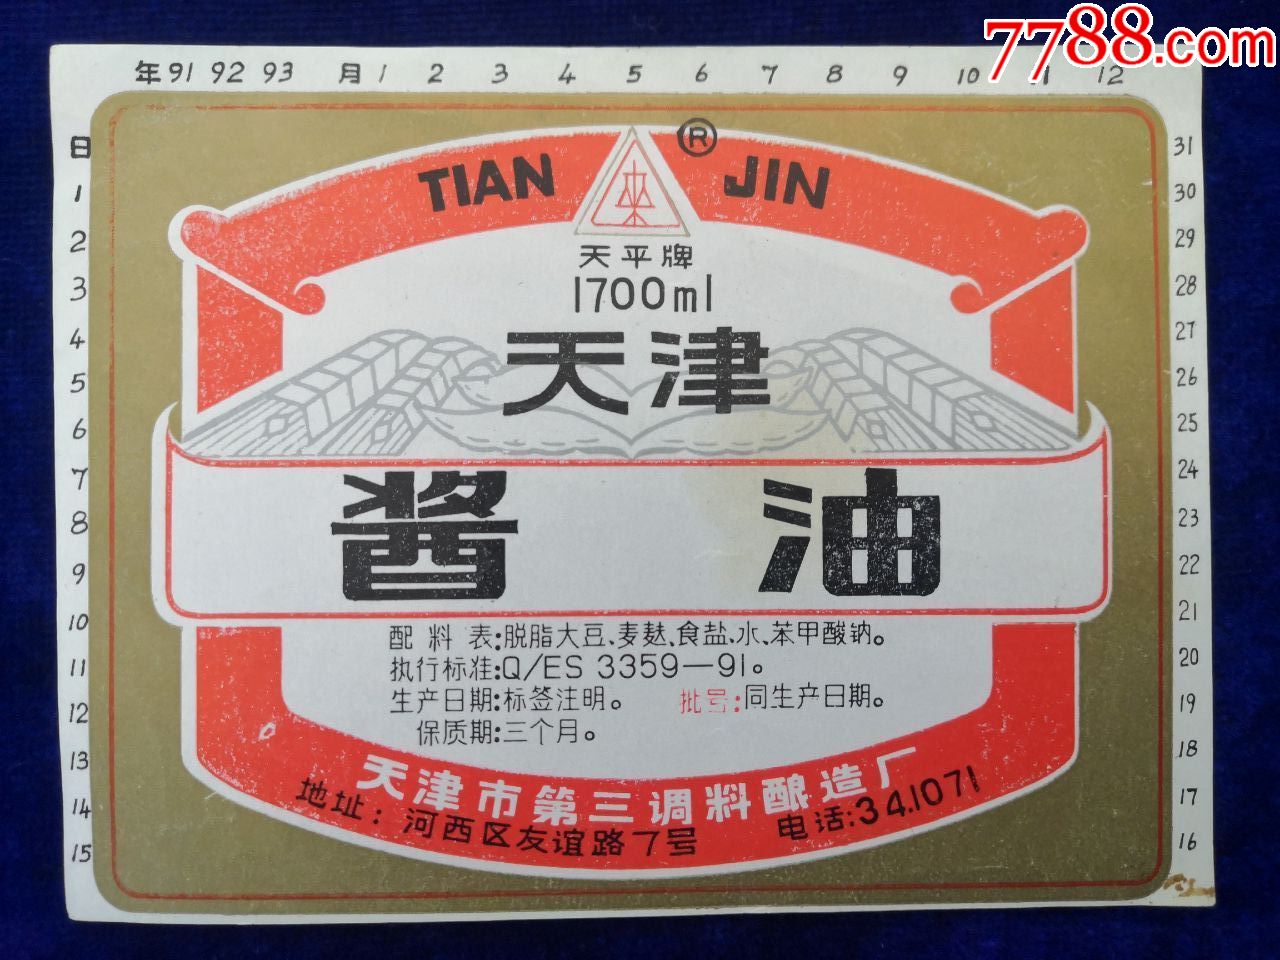 7788.com
年 91 92 93 月 1 2 3 4 5 6 7 8 9 10 11 12
日
1
2
3
4
5
6
7
8
9
10
11
12
13
14
15
31
30
29
28
27
26
25
24
23
22
21
20
19
18
17
16
TIAN JIN
®
天平牌
1700ml
天津
酱油
配料表:脱脂大豆、麦麸、食盐、水、苯甲酸钠。
执行标准:Q/ES 3359—91。
生产日期:标签注明。 批号:同生产日期。
保质期:三个月。
天津市第三调料酿造厂
地址:河西区友谊路7号 电话:34.1071